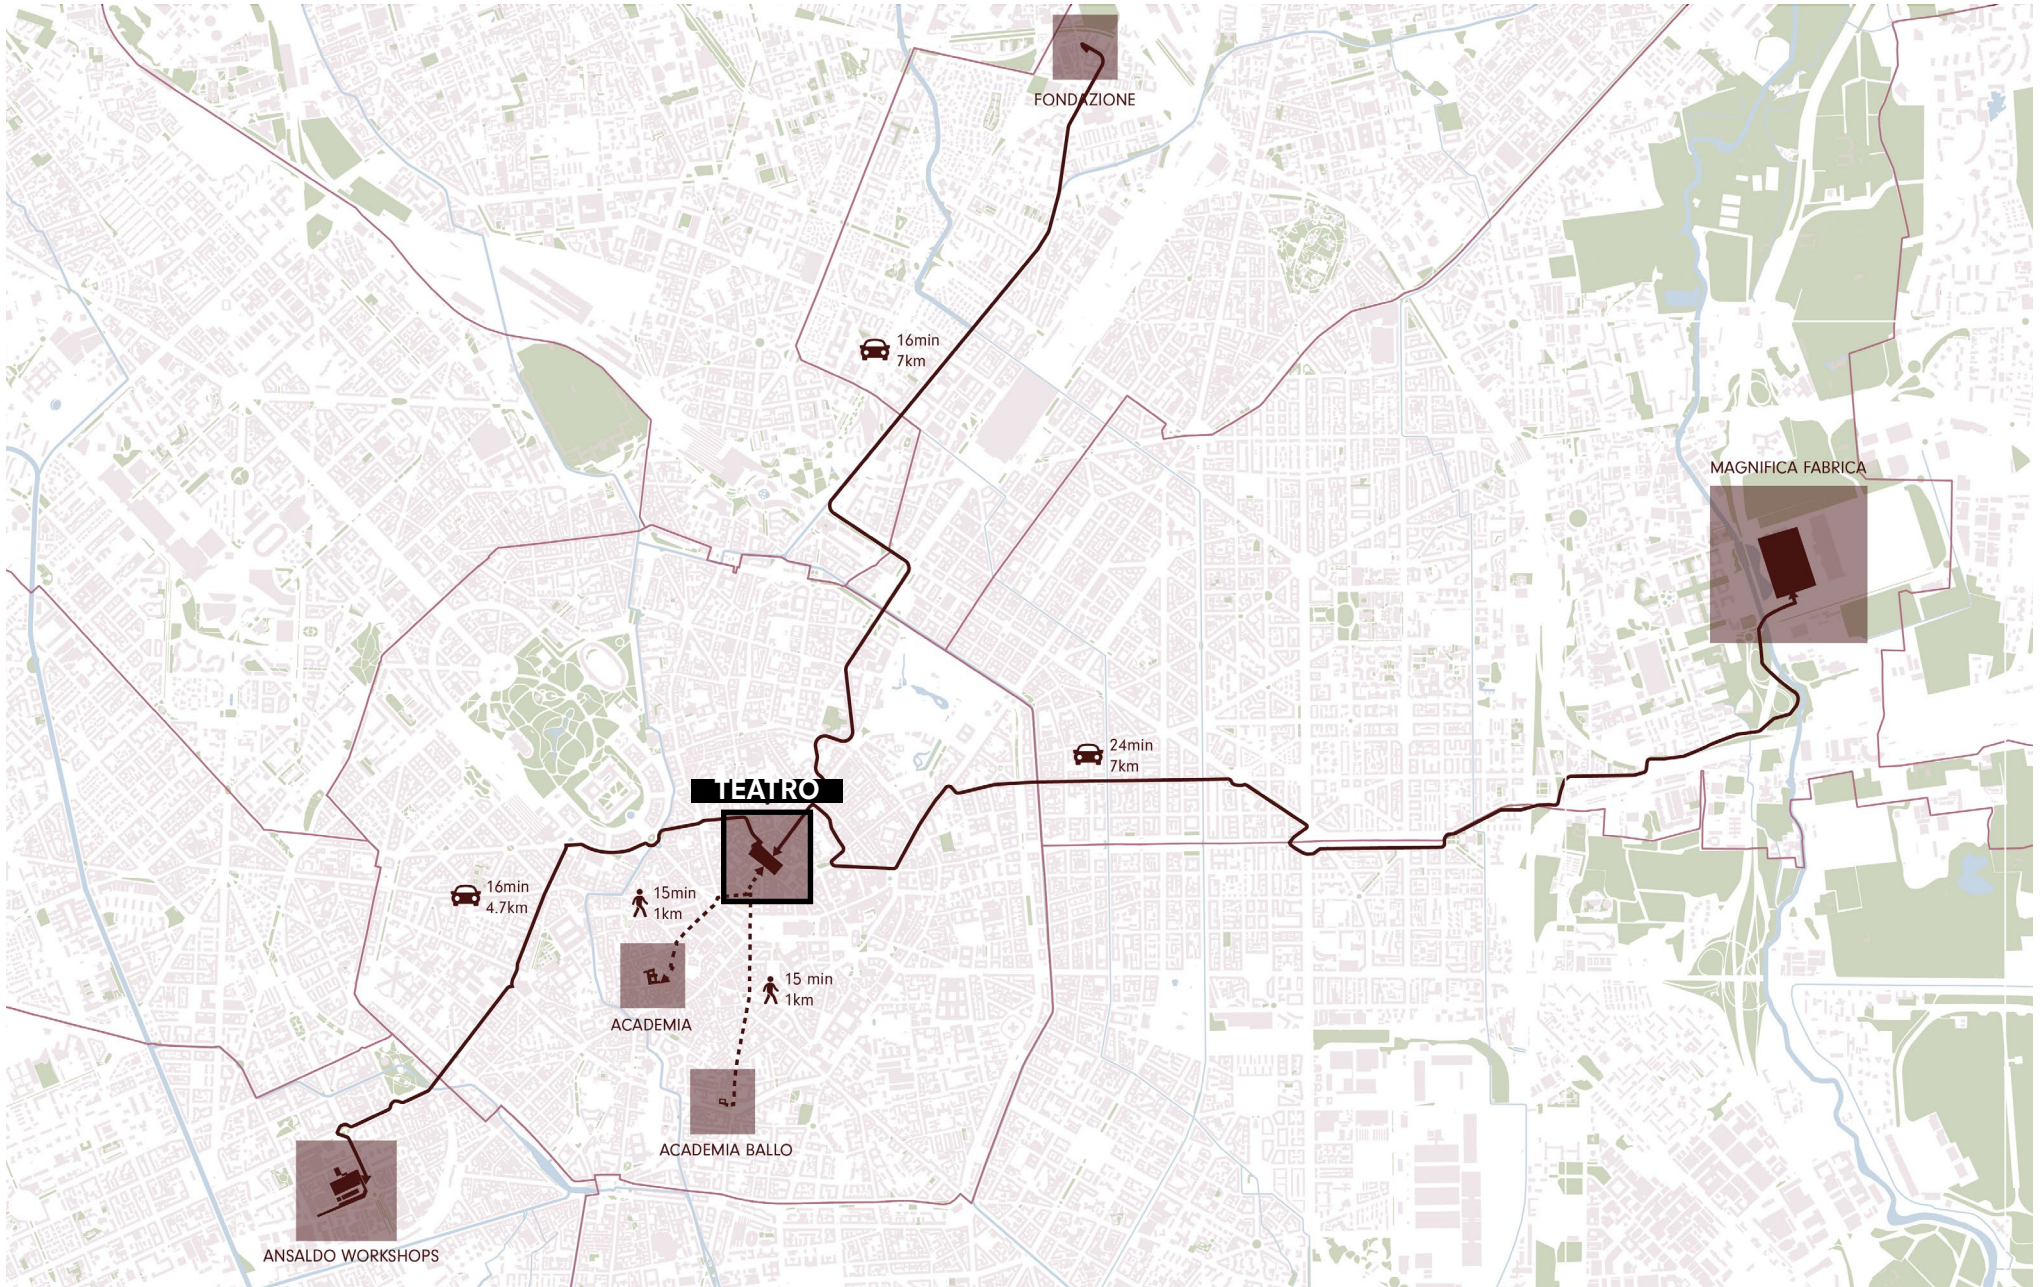 FONDAZIONE
16min
7km
MAGNIFICA FABRICA
24min
7km
TEATRO
16min
4.7km
15min
1km
15 min
1km
ACADEMIA
ACADEMIA BALLO
ANSALDO WORKSHOPS